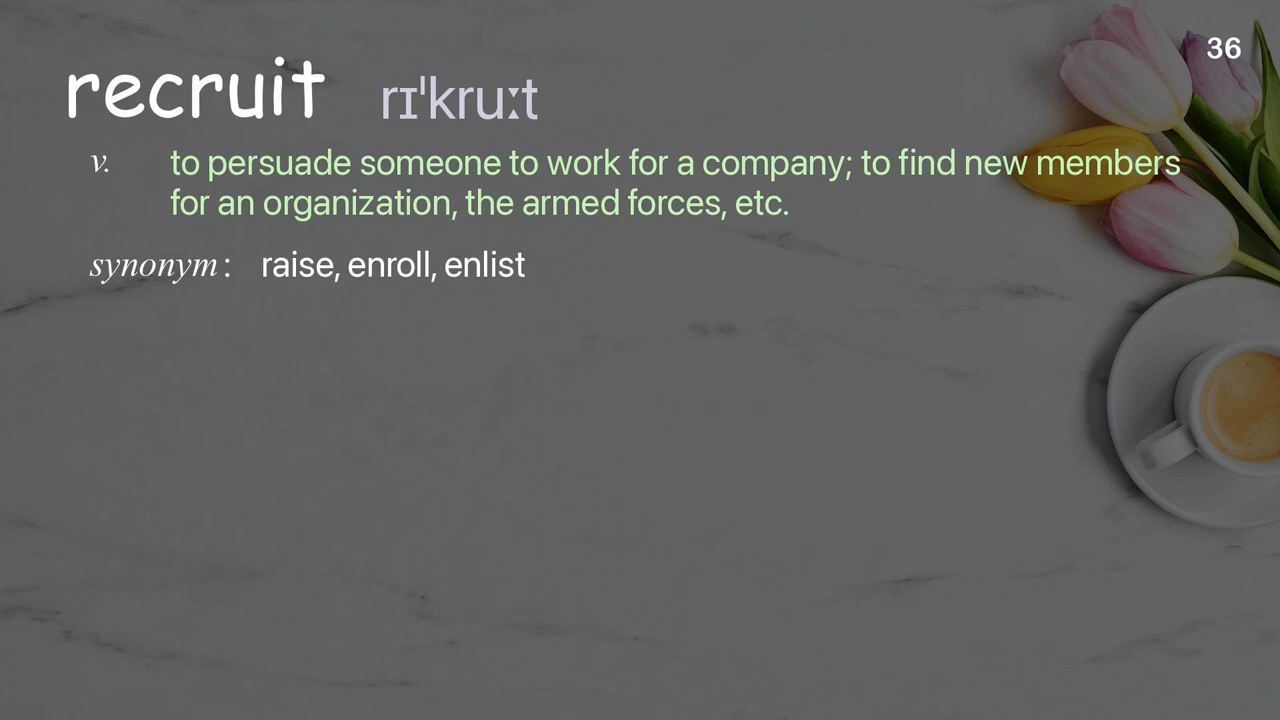 36
recruit rɪˈkruːt
v. to persuade someone to work for a company; to find new members
for an organization, the armed forces, etc.
synonym: raise, enroll, enlist